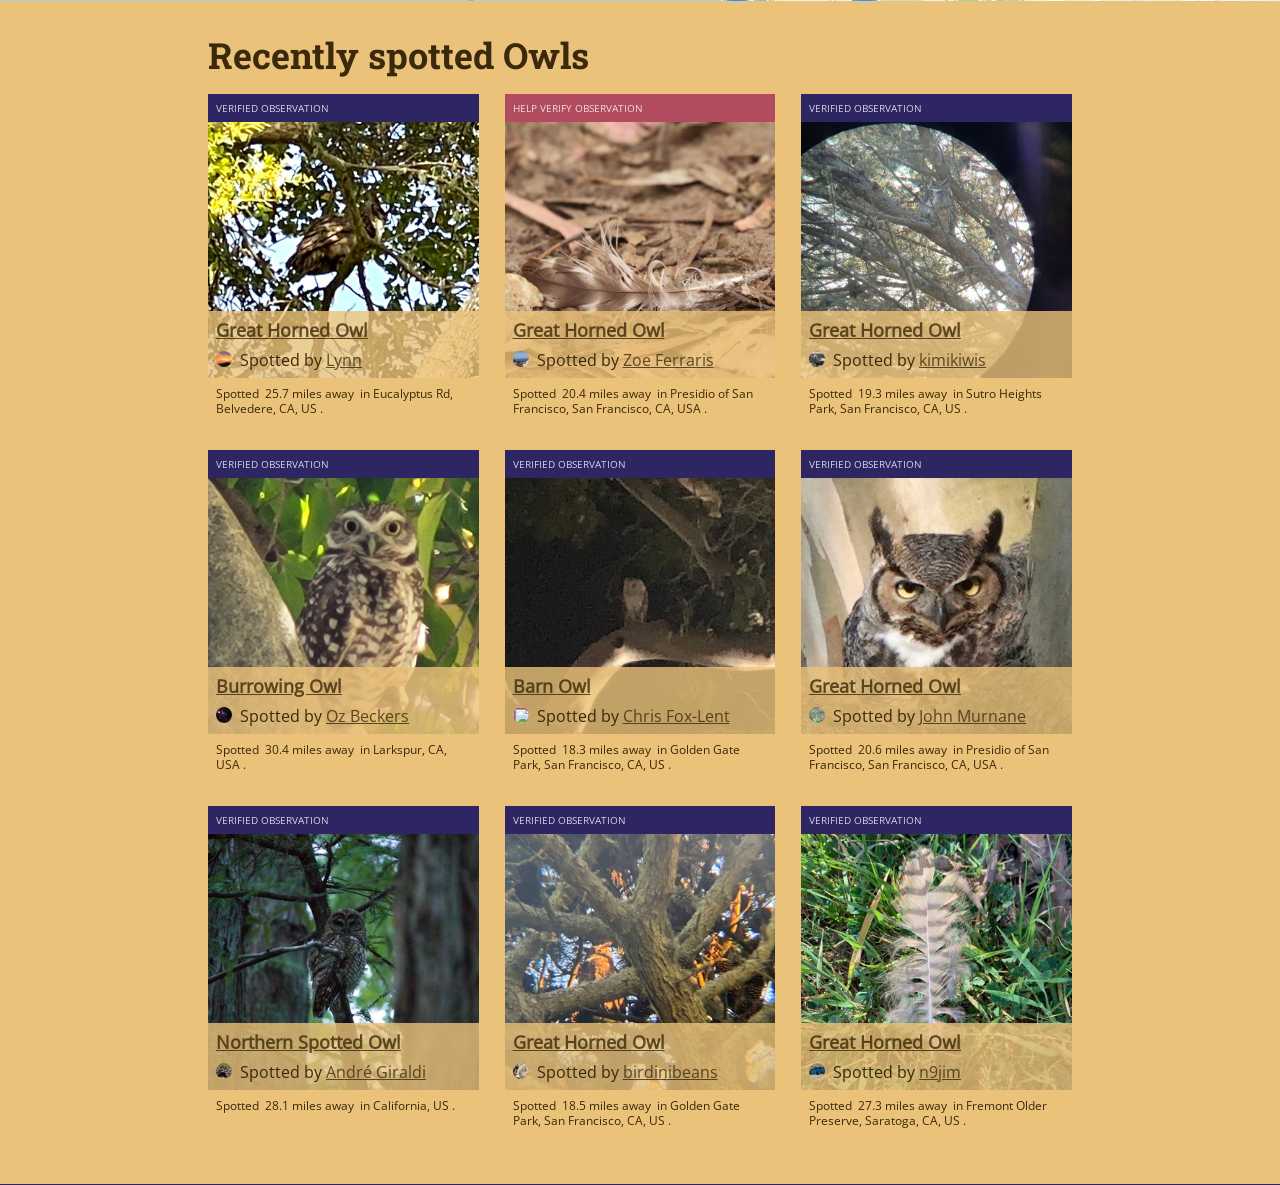 Recently spotted Owls
VERIFIED OBSERVATION
Great Horned Owl
Spotted by Lynn
Spotted 25.7 miles away in Eucalyptus Rd,
Belvedere, CA, US .
HELP VERIFY OBSERVATION
Great Horned Owl
Spotted by Zoe Ferraris
Spotted 20.4 miles away in Presidio of San
Francisco, San Francisco, CA, USA .
VERIFIED OBSERVATION
Great Horned Owl
Spotted by kimikiwis
Spotted 19.3 miles away in Sutro Heights
Park, San Francisco, CA, US .
VERIFIED OBSERVATION
Burrowing Owl
Spotted by Oz Beckers
Spotted 30.4 miles away in Larkspur, CA,
USA .
VERIFIED OBSERVATION
Barn Owl
Spotted by Chris Fox-Lent
Spotted 18.3 miles away in Golden Gate
Park, San Francisco, CA, US .
VERIFIED OBSERVATION
Great Horned Owl
Spotted by John Murnane
Spotted 20.6 miles away in Presidio of San
Francisco, San Francisco, CA, USA .
VERIFIED OBSERVATION
Northern Spotted Owl
Spotted by André Giraldi
Spotted 28.1 miles away in California, US .
VERIFIED OBSERVATION
Great Horned Owl
Spotted by birdinibeans
Spotted 18.5 miles away in Golden Gate
Park, San Francisco, CA, US .
VERIFIED OBSERVATION
Great Horned Owl
Spotted by n9jim
Spotted 27.3 miles away in Fremont Older
Preserve, Saratoga, CA, US .